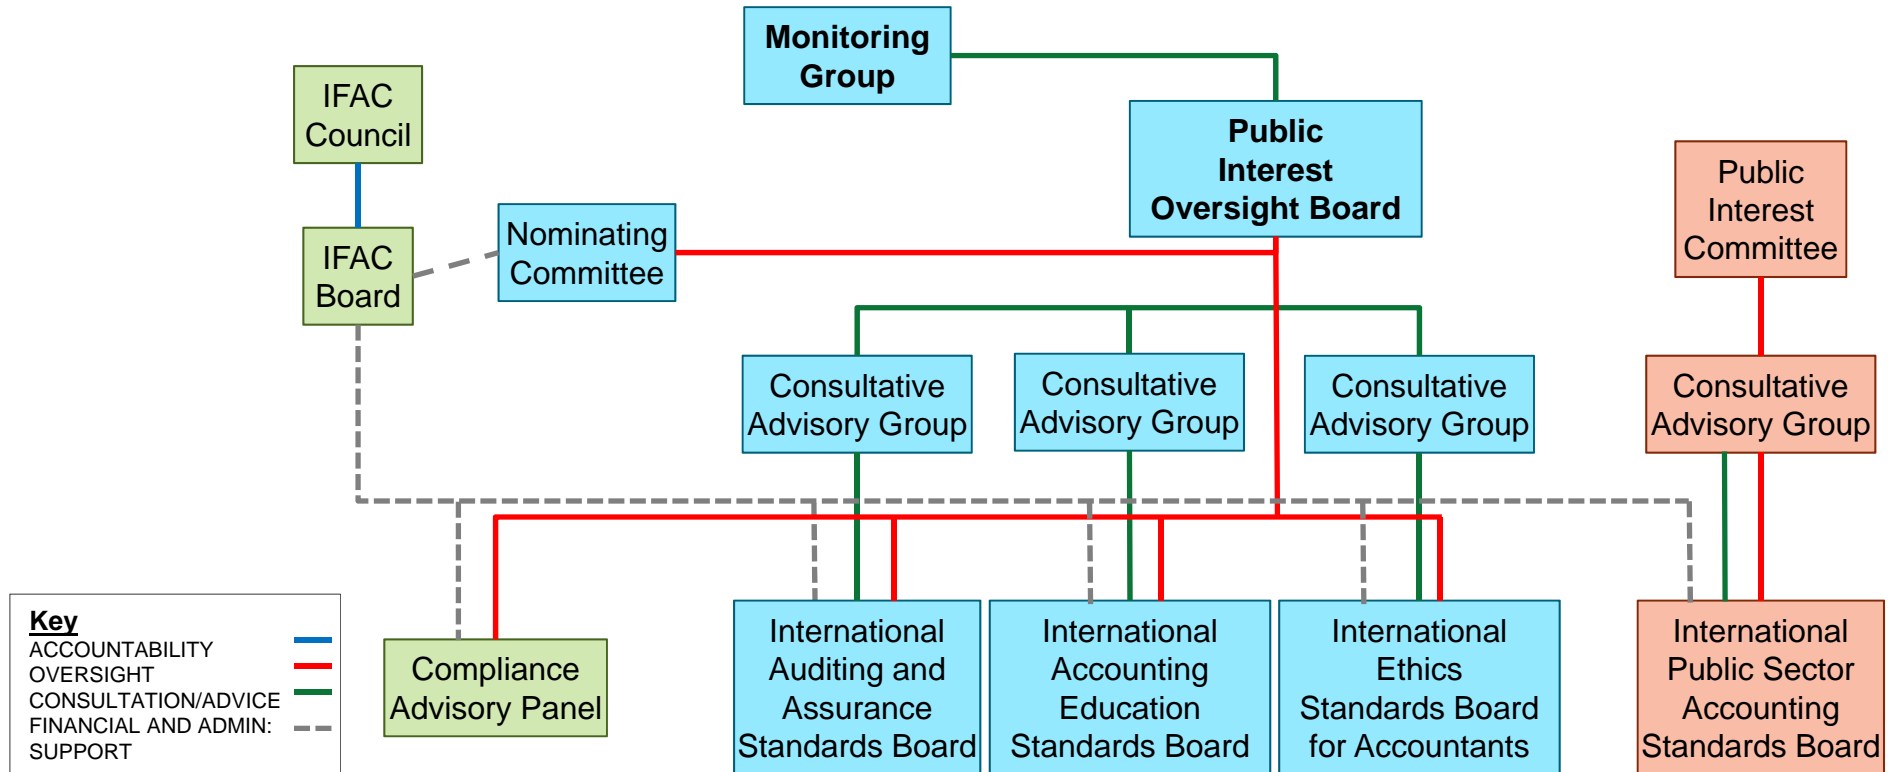 Monitoring
Group
IFAC
Council
Public
Interest
Oversight Board
Public
Interest
Committee
Nominating
Committee
IFAC
Board
Consultative
Advisory Group
Consultative
Advisory Group
Consultative
Advisory Group
Consultative
Advisory Group
Key
ACCOUNTABILITY
OVERSIGHT
CONSULTATION/ADVICE
FINANCIAL AND ADMIN:
SUPPORT
Compliance
Advisory Panel
International
Auditing and
Assurance
Standards Board
International
Accounting
Education
Standards Board
International
Ethics
Standards Board
for Accountants
International
Public Sector
Accounting
Standards Board